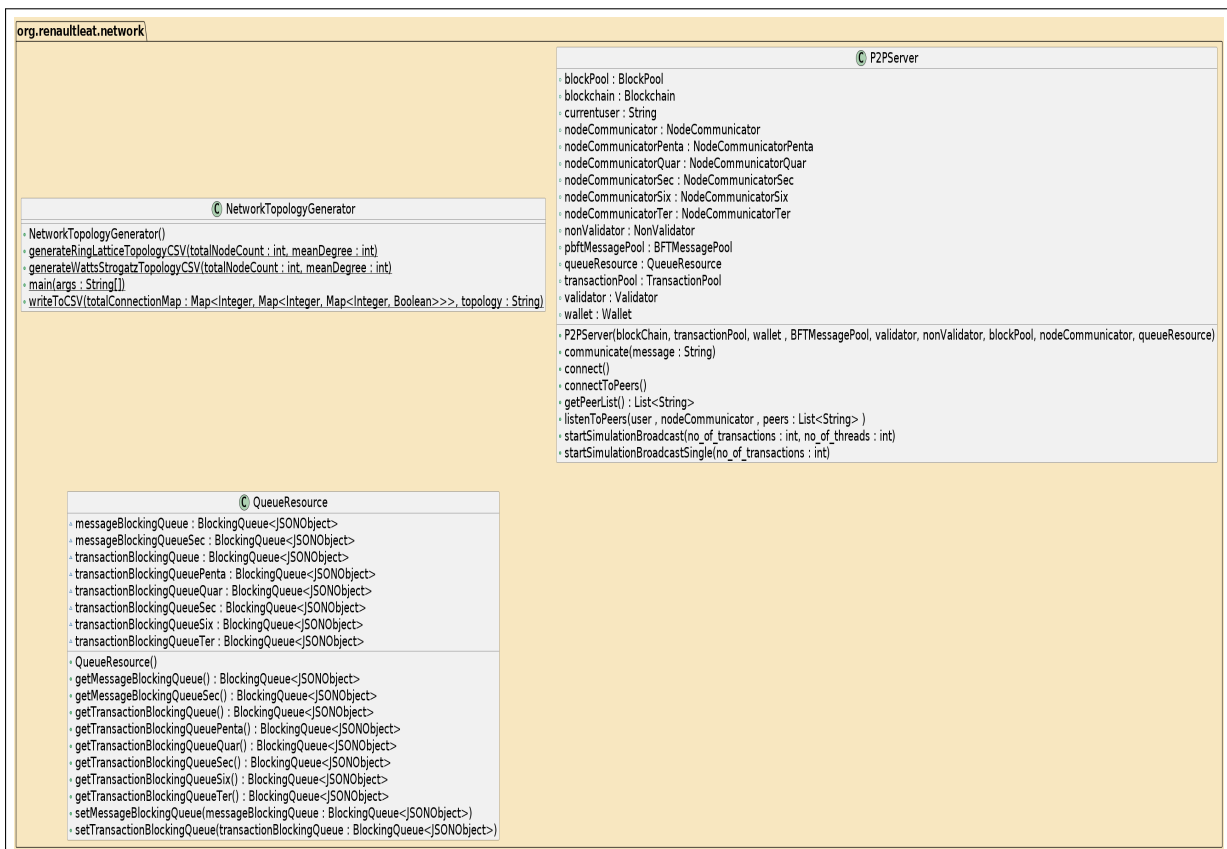 org.renaultleat.network
C P2PServer
blockPool : BlockPool
blockchain : Blockchain
currentuser : String
nodeCommunicator : NodeCommunicator
nodeCommunicatorPenta : NodeCommunicatorPenta
nodeCommunicatorQuar : NodeCommunicatorQuar
nodeCommunicatorSec : NodeCommunicatorSec
nodeCommunicatorSix : NodeCommunicatorSix
nodeCommunicatorTer : NodeCommunicatorTer
nonValidator : NonValidator
pbftMessagePool : BFTMessagePool
queueResource : QueueResource
transactionPool : TransactionPool
validator : Validator
wallet : Wallet
P2PServer(blockChain, transactionPool, wallet , BFTMessagePool, validator, nonValidator, blockPool, nodeCommunicator, queueResource)
communicate(message : String)
connect()
connectToPeers()
getPeerList() : List<String>
listenToPeers(user , nodeCommunicator , peers : List<String> )
startSimulationBroadcast(no_of_transactions : int, no_of_threads : int)
startSimulationBroadcastSingle(no_of_transactions : int)
C NetworkTopologyGenerator
NetworkTopologyGenerator()
generateRingLatticeTopologyCSV(totalNodeCount : int, meanDegree : int)
generateWattsStrogatzTopologyCSV(totalNodeCount : int, meanDegree : int)
main(args : String[])
writeToCSV(totalConnectionMap : Map<Integer, Map<Integer, Map<Integer, Boolean>>>, topology : String)
C QueueResource
messageBlockingQueue : BlockingQueue<JSONObject>
messageBlockingQueueSec : BlockingQueue<JSONObject>
transactionBlockingQueue : BlockingQueue<JSONObject>
transactionBlockingQueuePenta : BlockingQueue<JSONObject>
transactionBlockingQueueQuar : BlockingQueue<JSONObject>
transactionBlockingQueueSec : BlockingQueue<JSONObject>
transactionBlockingQueueSix : BlockingQueue<JSONObject>
transactionBlockingQueueTer : BlockingQueue<JSONObject>
QueueResource()
getMessageBlockingQueue() : BlockingQueue<JSONObject>
getMessageBlockingQueueSec() : BlockingQueue<JSONObject>
getTransactionBlockingQueue() : BlockingQueue<JSONObject>
getTransactionBlockingQueuePenta() : BlockingQueue<JSONObject>
getTransactionBlockingQueueQuar() : BlockingQueue<JSONObject>
getTransactionBlockingQueueSec() : BlockingQueue<JSONObject>
getTransactionBlockingQueueSix() : BlockingQueue<JSONObject>
getTransactionBlockingQueueTer() : BlockingQueue<JSONObject>
setMessageBlockingQueue(messageBlockingQueue : BlockingQueue<JSONObject>)
setTransactionBlockingQueue(transactionBlockingQueue : BlockingQueue<JSONObject>)